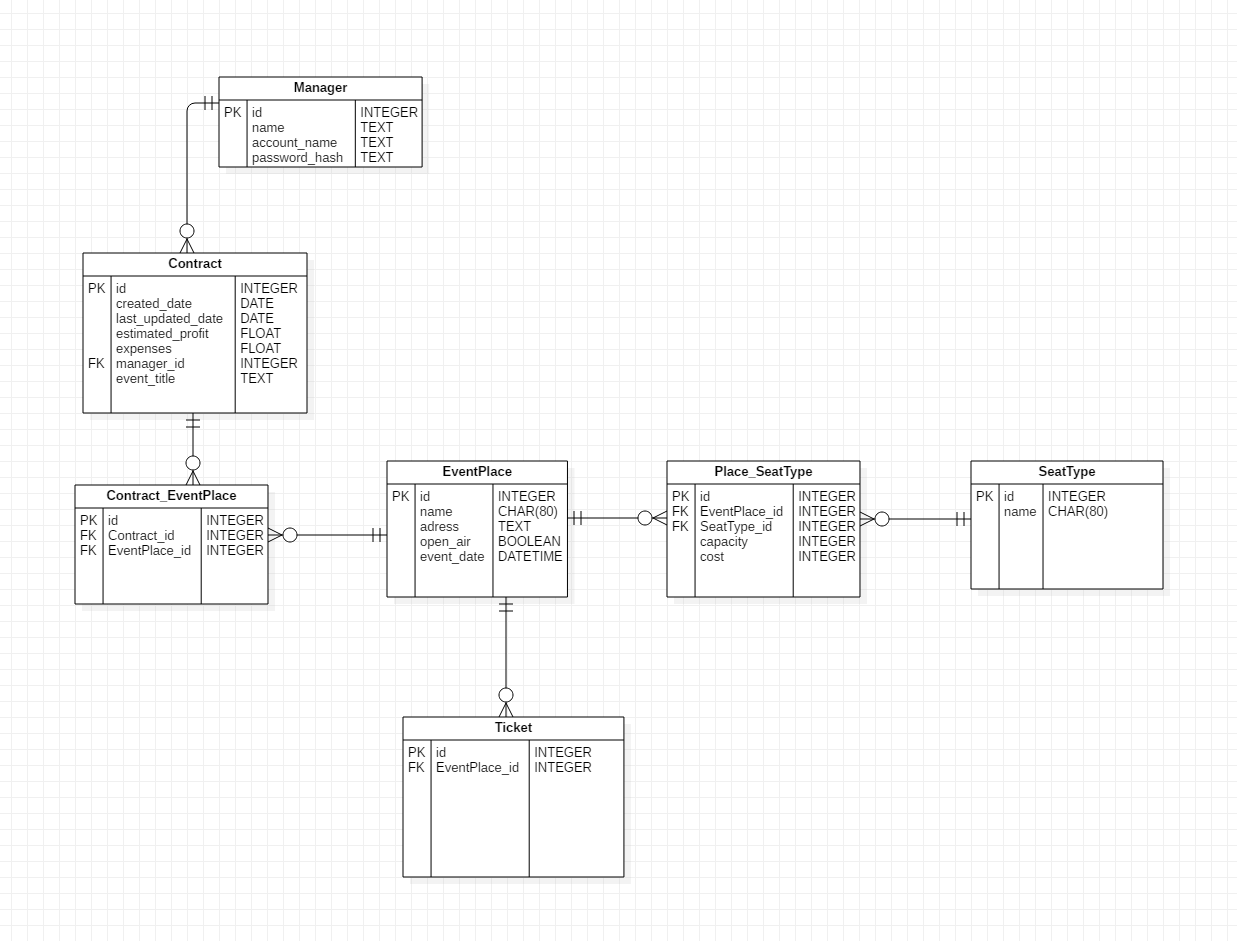 Manager
PK id INTEGER
name TEXT
account_name TEXT
password_hash TEXT
Contract
PK id INTEGER
created_date DATE
last_updated_date DATE
estimated_profit FLOAT
expenses FLOAT
FK manager_id INTEGER
event_title TEXT
Contract_EventPlace
PK id INTEGER
FK Contract_id INTEGER
FK EventPlace_id INTEGER
EventPlace
PK id INTEGER
name CHAR(80)
adress TEXT
open_air BOOLEAN
event_date DATETIME
Place_SeatType
PK id INTEGER
FK EventPlace_id INTEGER
FK SeatType_id INTEGER
capacity INTEGER
cost INTEGER
SeatType
PK id INTEGER
name CHAR(80)
Ticket
PK id INTEGER
FK EventPlace_id INTEGER